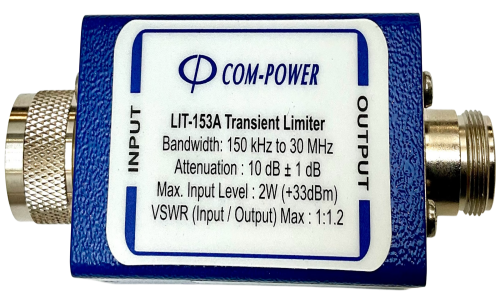 COM-POWER
INPUT
LIT-153A Transient Limiter
Bandwidth: 150 kHz to 30 MHz
Attenuation : 10 dB ± 1 dB
Max. Input Level : 2W (+33dBm)
VSWR (Input / Output) Max : 1:1.2
OUTPUT